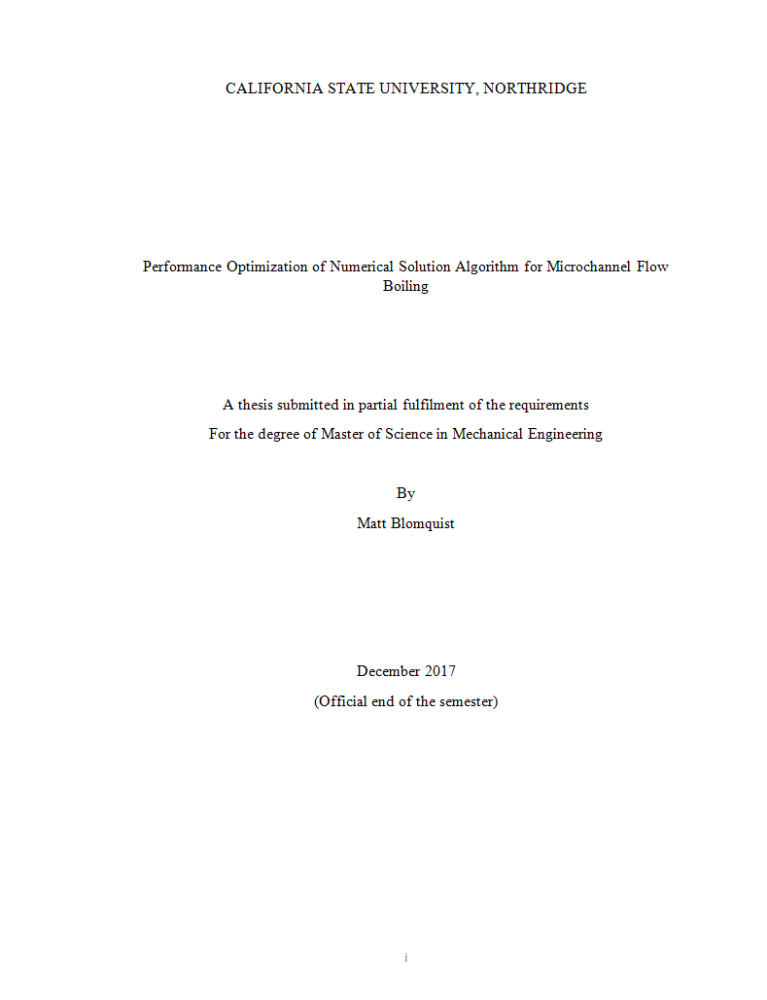 CALIFORNIA STATE UNIVERSITY, NORTHRIDGE
Performance Optimization of Numerical Solution Algorithm for Microchannel Flow
Boiling
A thesis submitted in partial fulfilment of the requirements
For the degree of Master of Science in Mechanical Engineering
By
Matt Blomquist
December 2017
(Official end of the semester)
i